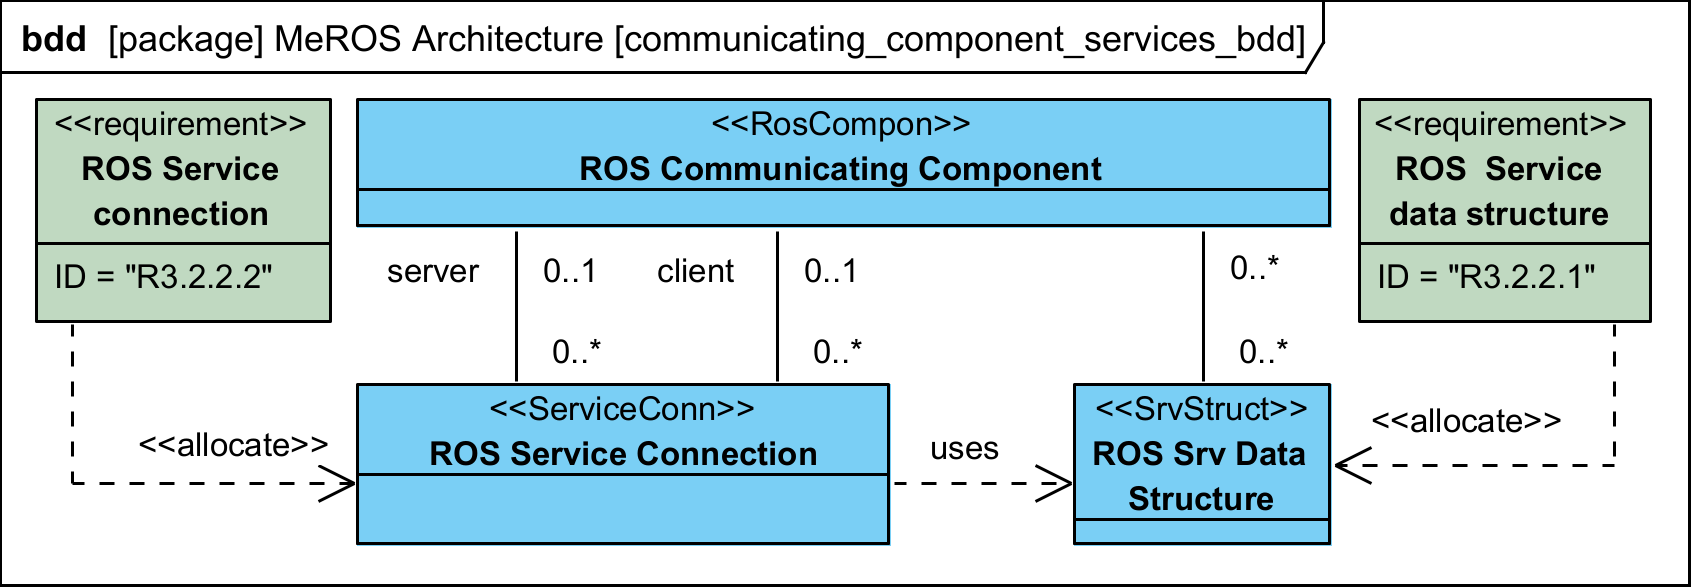 bdd [package] MeROS Architecture [communicating_component_services_bdd]
<<requirement>>
ROS Service
connection
ID = "R3.2.2.2"
<<RosCompon>>
ROS Communicating Component
<<requirement>>
ROS Service
data structure
ID = "R3.2.2.1"
server
0..1
client
0..1
0..*
0..*
0..*
0..*
<<allocate>>
<<ServiceConn>>
ROS Service Connection
uses
<<SrvStruct>>
ROS Srv Data
Structure
<<allocate>>